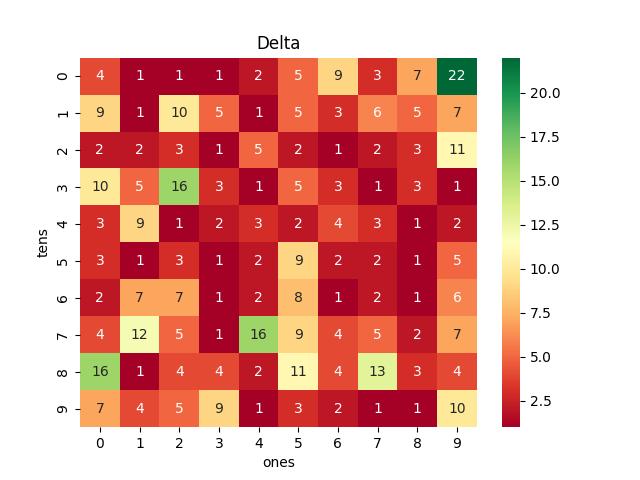 Delta
0 4 1 1 1 2 5 9 3 7 22
1 9 1 10 5 1 5 3 6 5 7
2 2 2 3 1 5 2 1 2 3 11
3 10 5 16 3 1 5 3 1 3 1
4 3 9 1 2 3 2 4 3 1 2
5 3 1 3 1 2 9 2 2 1 5
6 2 7 7 1 2 8 1 2 1 6
7 4 12 5 1 16 9 4 5 2 7
8 16 1 4 4 2 11 4 13 3 4
9 7 4 5 9 1 3 2 1 1 10
0 1 2 3 4 5 6 7 8 9
ones
tens
20.0
17.5
15.0
12.5
10.0
7.5
5.0
2.5